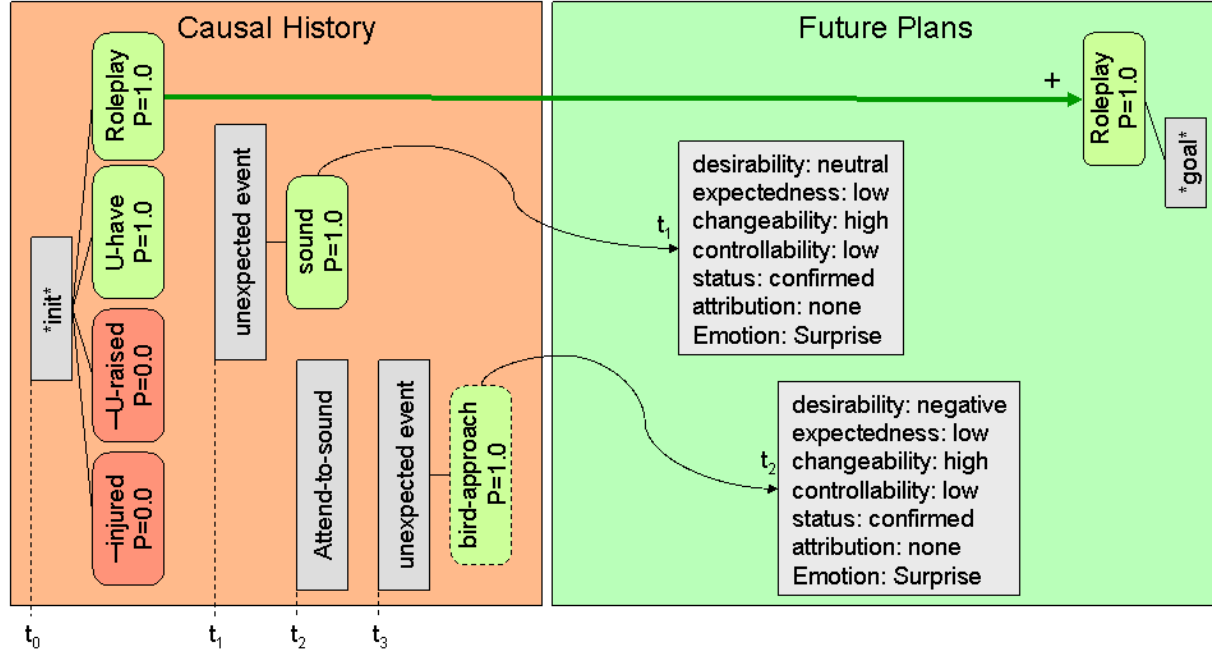 Causal History
Future Plans
Roleplay
P=1.0
U-have
P=1.0
¬U-raised
P=0.0
¬injured
P=0.0
*init*
unexpected event
sound
P=1.0
Attend-to-sound
unexpected event
bird-approach
P=1.0
+
Roleplay
P=1.0
*goal*
t1
desirability: neutral
expectedness: low
changeability: high
controllability: low
status: confirmed
attribution: none
Emotion: Surprise
t2
desirability: negative
expectedness: low
changeability: high
controllability: low
status: confirmed
attribution: none
Emotion: Surprise
t0
t1
t2
t3